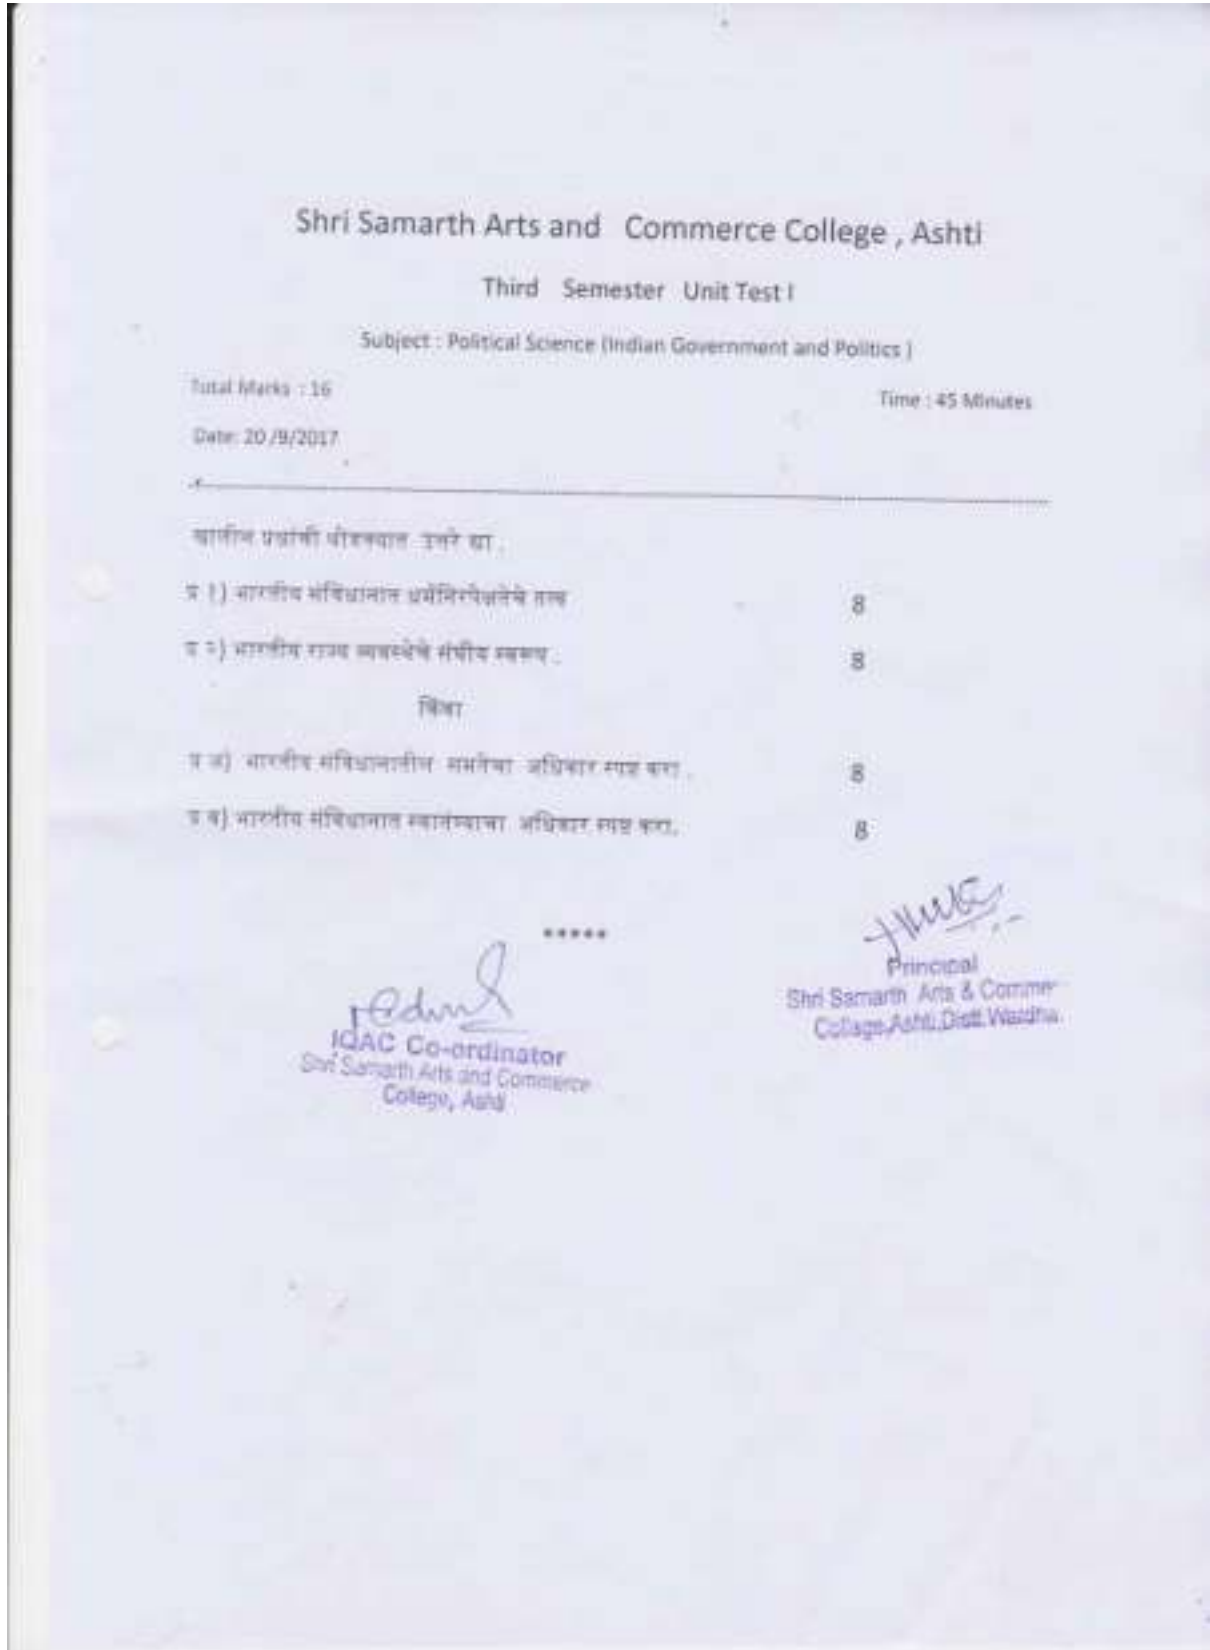 Shri Samarth Arts and Commerce College , Ashti
Third Semester Unit Test I
Subject : Political Science (Indian Government and Politics )
Total Marks : 16
Time : 45 Minutes
Date: 20 /9/2017
खालील प्रश्नांची थोडक्यात उत्तरे द्या .
प्र १) भारतीय संविधानात धर्मनिरपेक्षतेचे तत्व 8
प्र २) भारतीय राज्य व्यवस्थेचे संघीय स्वरूप . 8
किंवा
प्र अ) भारतीय संविधानातील समतेचा अधिकार स्पष्ट करा . 8
प्र ब) भारतीय संविधानात स्वातंत्र्याचा अधिकार स्पष्ट करा. 8
*****
Principal
Shri Samarth Arts & Commer
College,Ashti,Distt.Wardha
IQAC Co-ordinator
Shri Samarth Arts and Commerce
College, Ashti